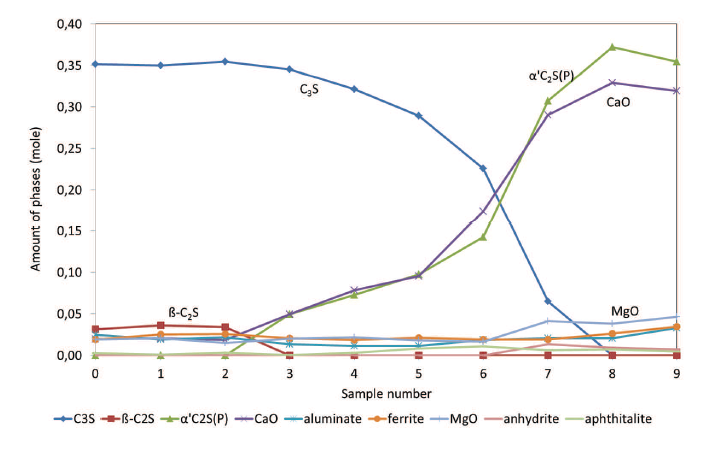 0,40
0,35
0,30
0,25
0,20
0,15
0,10
0,05
0,00
Amount of phases (mole)
α'C₂S(P)
C₃S
CaO
ß-C₂S
MgO
0 1 2 3 4 5 6 7 8 9
Sample number
C3S ß-C2S α'C2S(P) CaO aluminate ferrite MgO anhydrite aphthitalite